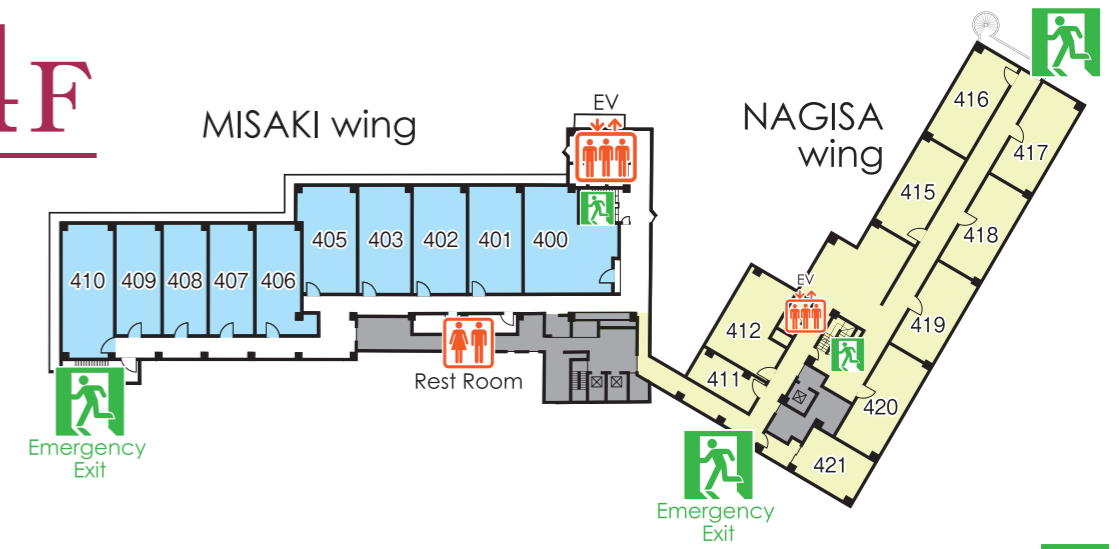 4F
MISAKI wing
EV
NAGISA
wing
416
417
415
418
405
403
402
401
400
410
409
408
407
406
EV
412
419
411
420
421
Rest Room
Emergency
Exit
Emergency
Exit